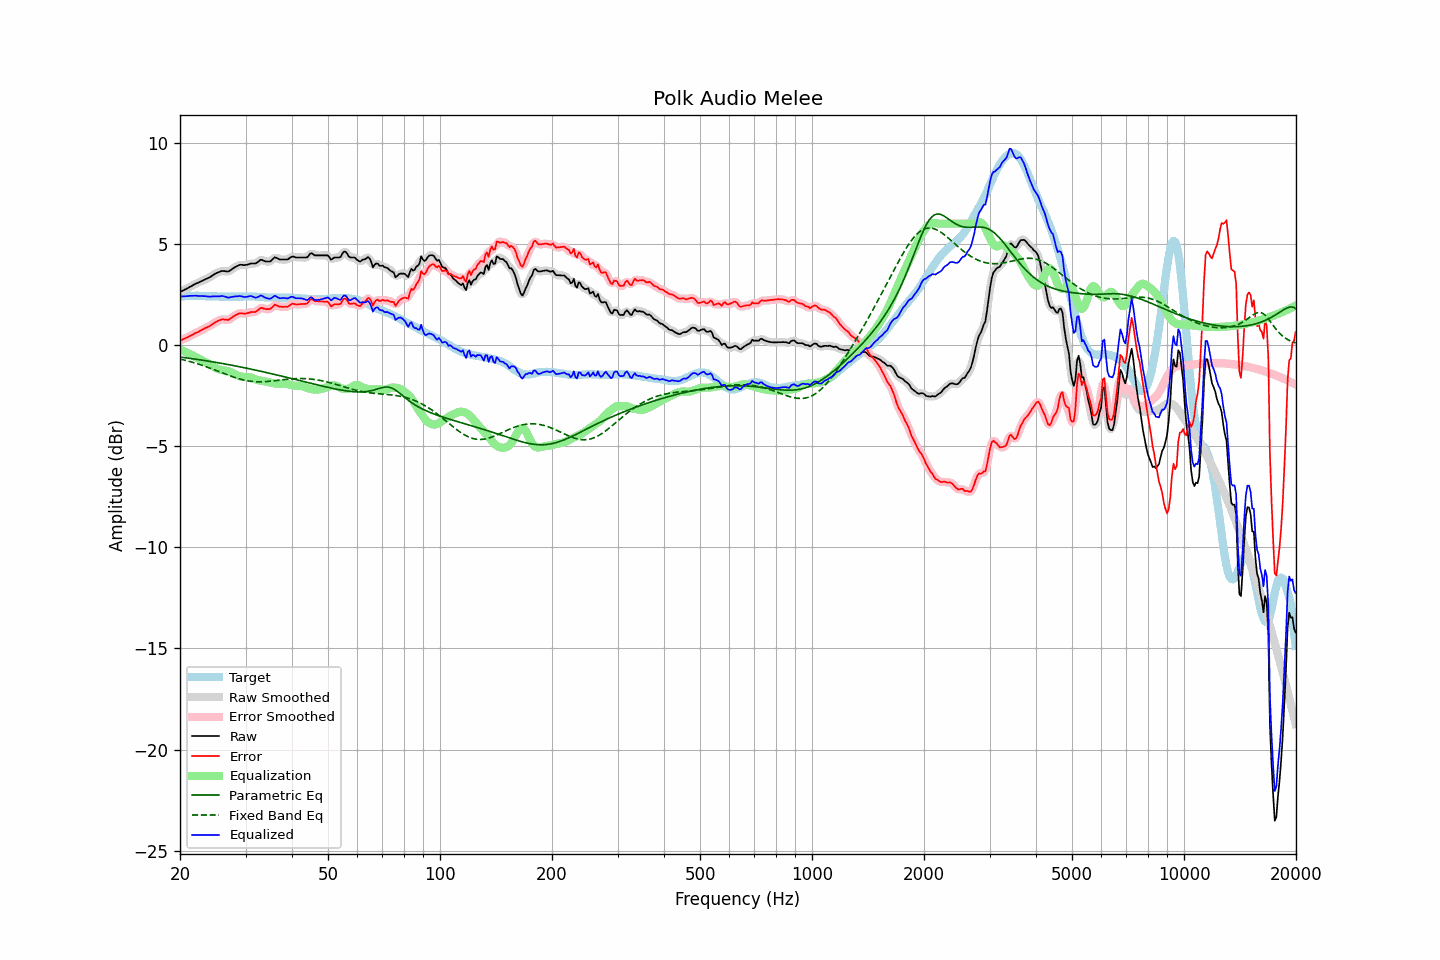 Polk Audio Melee
Amplitude (dBr)
10
5
0
−5
−10
−15
−20
−25
Target
Raw Smoothed
Error Smoothed
Raw
Error
Equalization
Parametric Eq
Fixed Band Eq
Equalized
20 50 100 200 500 1000 2000 5000 10000 20000
Frequency (Hz)